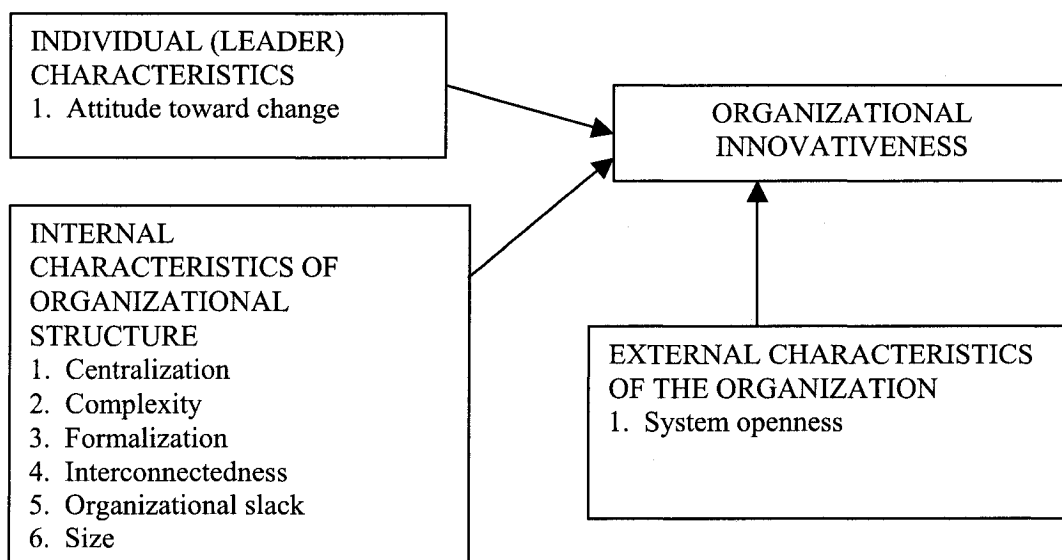 INDIVIDUAL (LEADER)
CHARACTERISTICS
1. Attitude toward change
ORGANIZATIONAL
INNOVATIVENESS
INTERNAL
CHARACTERISTICS OF
ORGANIZATIONAL
STRUCTURE
1. Centralization
2. Complexity
3. Formalization
4. Interconnectedness
5. Organizational slack
6. Size
EXTERNAL CHARACTERISTICS
OF THE ORGANIZATION
1. System openness